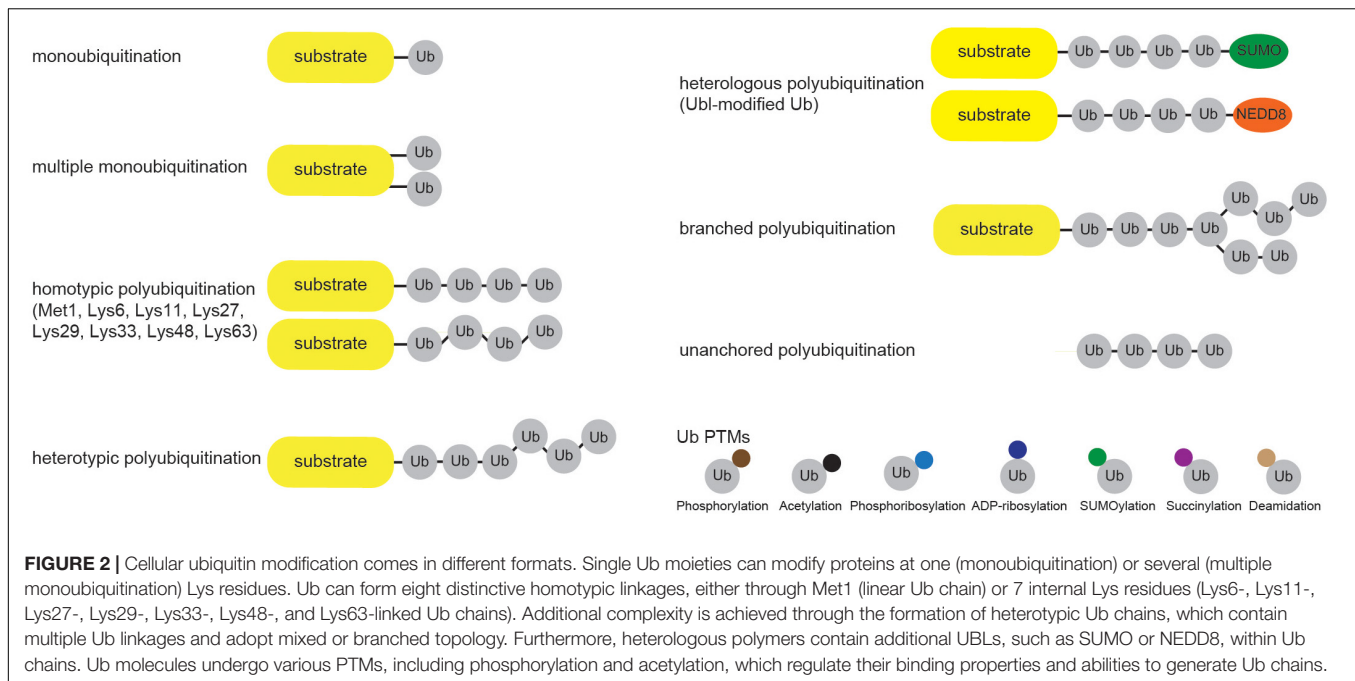 monoubiquitination
substrate
Ub
multiple monoubiquitination
substrate
Ub
Ub
homotypic polyubiquitination
(Met1, Lys6, Lys11, Lys27,
Lys29, Lys33, Lys48, Lys63)
substrate
Ub Ub Ub Ub
substrate
Ub Ub Ub Ub
heterotypic polyubiquitination
substrate
Ub Ub Ub Ub Ub Ub
heterologous polyubiquitination
(Ubl-modified Ub)
substrate
Ub Ub Ub Ub SUMO
substrate
Ub Ub Ub Ub NEDD8
branched polyubiquitination
substrate
Ub Ub Ub Ub Ub Ub Ub
Ub Ub
unanchored polyubiquitination
Ub Ub Ub Ub
Ub PTMs
Ub Ub Ub Ub Ub Ub Ub
Phosphorylation Acetylation Phosphoribosylation ADP-ribosylation SUMOylation Succinylation Deamidation
FIGURE 2 | Cellular ubiquitin modification comes in different formats. Single Ub moieties can modify proteins at one (monoubiquitination) or several (multiple
monoubiquitination) Lys residues. Ub can form eight distinctive homotypic linkages, either through Met1 (linear Ub chain) or 7 internal Lys residues (Lys6-, Lys11-,
Lys27-, Lys29-, Lys33-, Lys48-, and Lys63-linked Ub chains). Additional complexity is achieved through the formation of heterotypic Ub chains, which contain
multiple Ub linkages and adopt mixed or branched topology. Furthermore, heterologous polymers contain additional UBLs, such as SUMO or NEDD8, within Ub
chains. Ub molecules undergo various PTMs, including phosphorylation and acetylation, which regulate their binding properties and abilities to generate Ub chains.